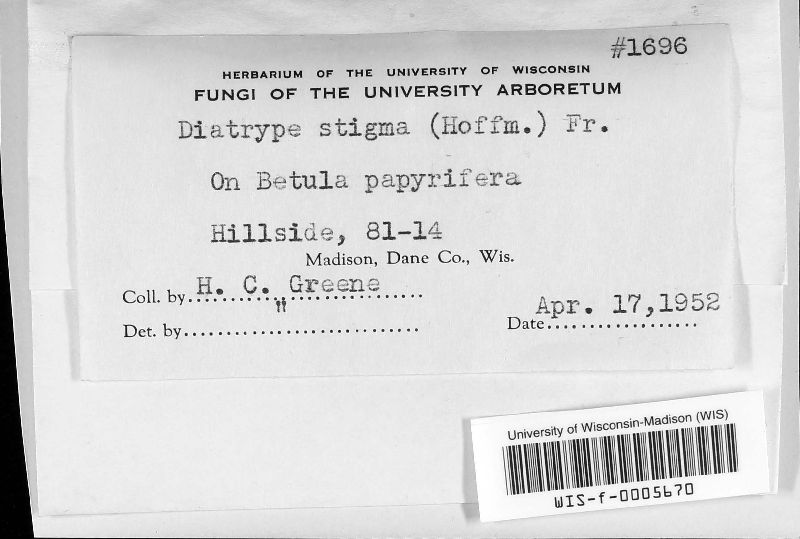 #1696
HERBARIUM OF THE UNIVERSITY OF WISCONSIN
FUNGI OF THE UNIVERSITY ARBORETUM
Diatrype stigma (Hoffm.) Fr.
On Betula papyrifera
Hillside, 81-14
Madison, Dane Co., Wis.
Coll. by H. C. Greene
Det. by "
Date Apr. 17,1952
University of Wisconsin-Madison (WIS)
WIS-f-0005670